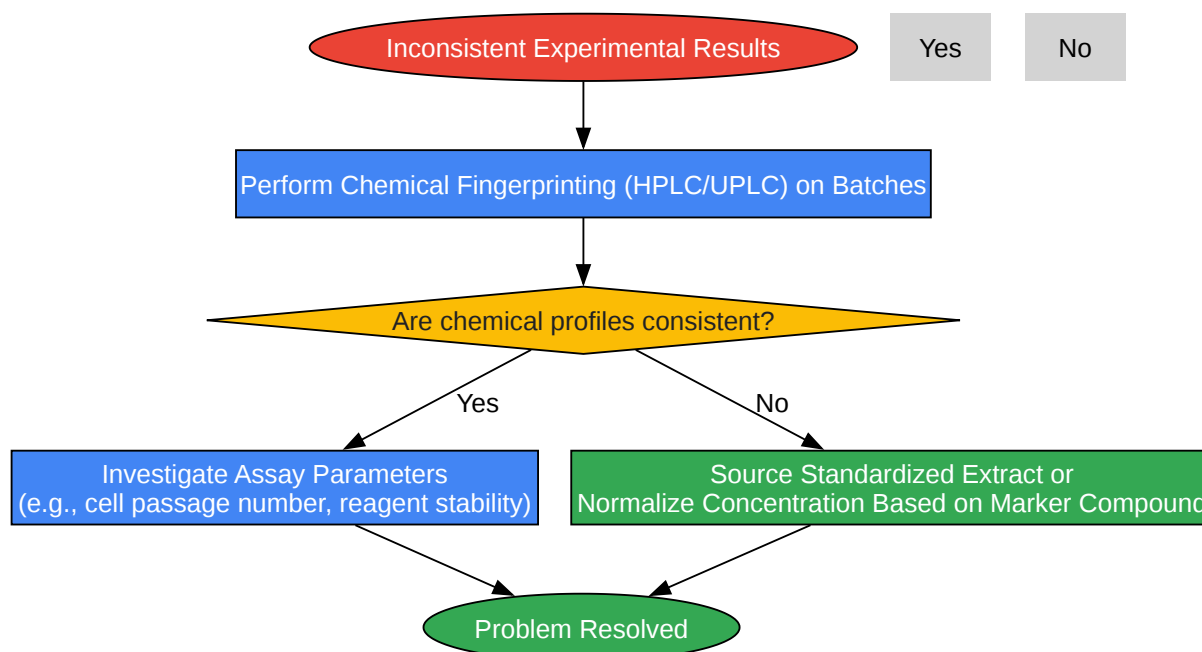 Inconsistent Experimental Results
Yes
No
Perform Chemical Fingerprinting (HPLC/UPLC) on Batches
Are chemical profiles consistent?
Yes
No
Investigate Assay Parameters
(e.g., cell passage number, reagent stability)
Source Standardized Extract or
Normalize Concentration Based on Marker Compound
Problem Resolved